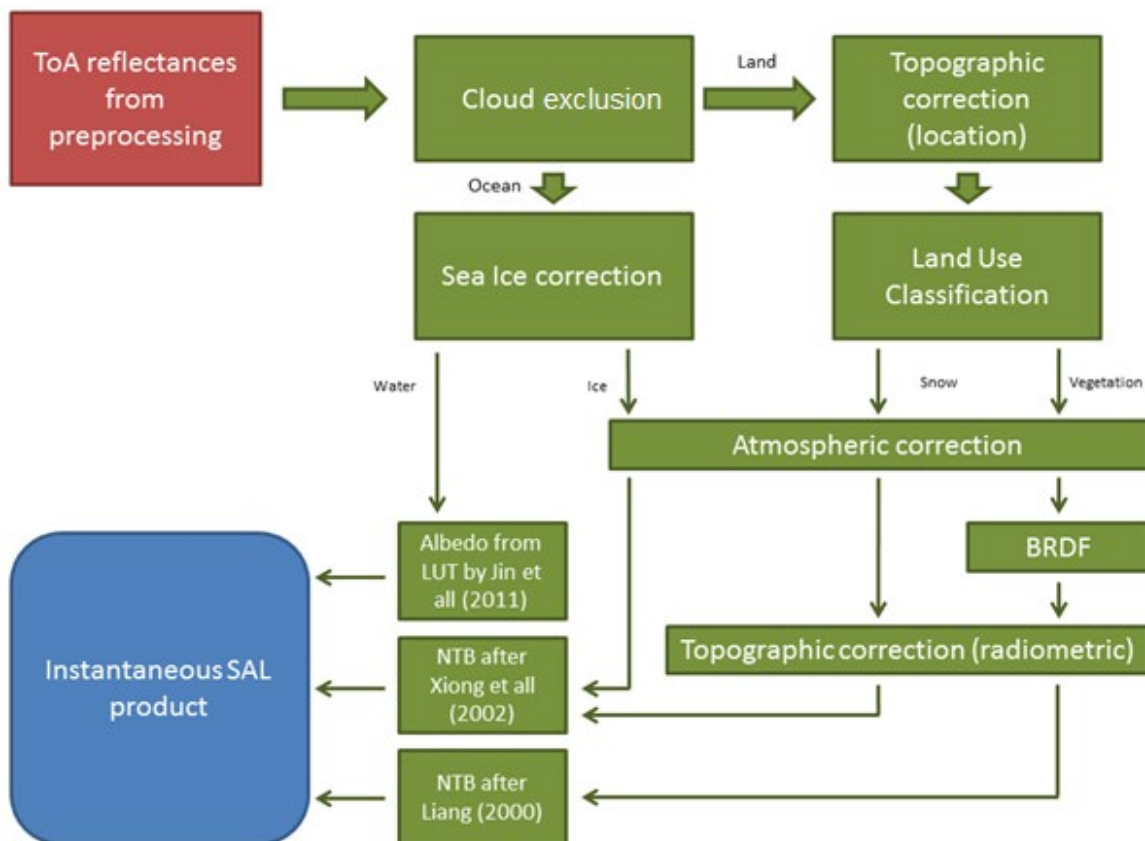 ToA reflectances
from
preprocessing
Cloud exclusion
Land
Topographic
correction
(location)
Ocean
Sea Ice correction
Land Use
Classification
Water
Ice
Snow
Vegetation
Atmospheric correction
Albedo from
LUT by Jin et
all (2011)
BRDF
Instantaneous SAL
product
NTB after
Xiong et all
(2002)
Topographic correction (radiometric)
NTB after
Liang (2000)